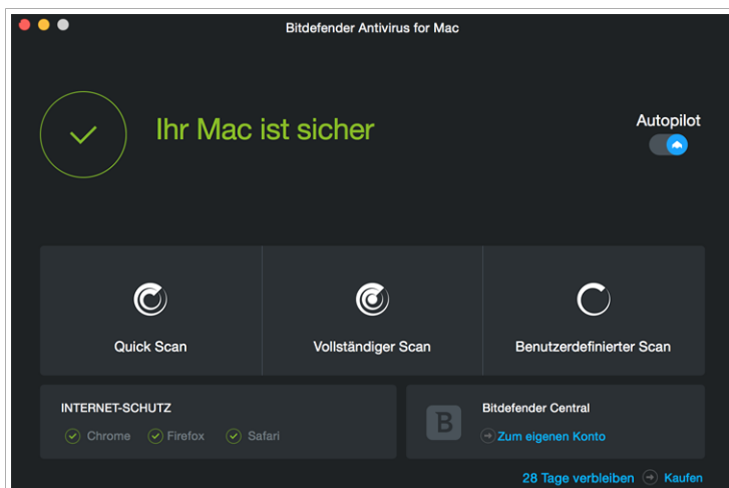 Bitdefender Antivirus for Mac
Ihr Mac ist sicher
Autopilot
Quick Scan
Vollständiger Scan
Benutzerdefinierter Scan
INTERNET-SCHUTZ
Chrome Firefox Safari
B
Bitdefender Central
Zum eigenen Konto
28 Tage verbleiben Kaufen